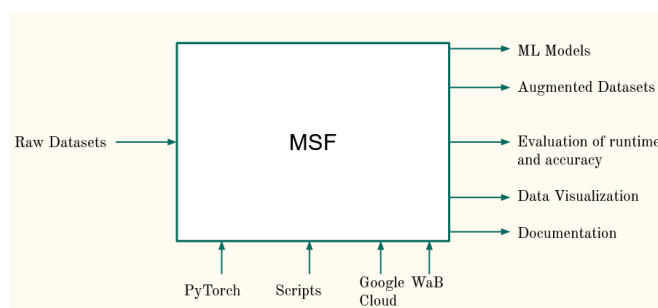 ML Models
Augmented Datasets
Raw Datasets
MSF
Evaluation of runtime
and accuracy
Data Visualization
Documentation
PyTorch
Scripts
Google
Cloud
WaB